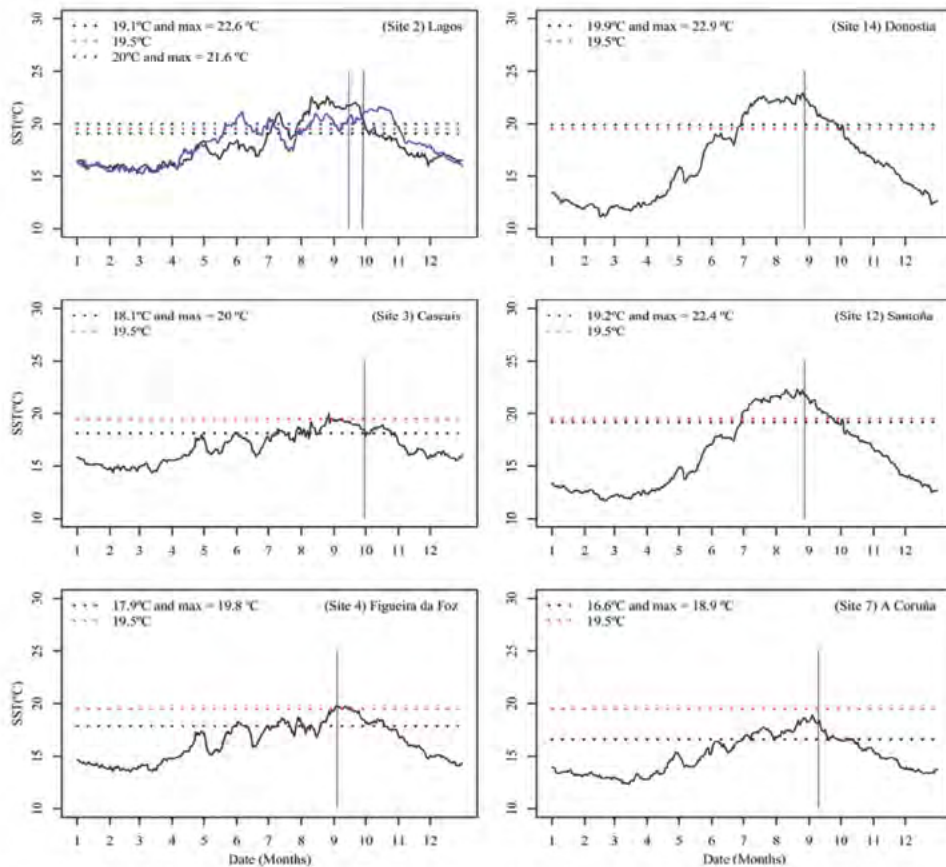 19.1ºC and max = 22.6 ºC
(Site 2) Lagos
19.5ºC
20ºC and max = 21.6 ºC
SST(ºC)
10 15 20 25 30
1 2 3 4 5 6 7 8 9 10 11 12
19.9ºC and max = 22.9 ºC
(Site 14) Donostia
19.5ºC
10 15 20 25 30
1 2 3 4 5 6 7 8 9 10 11 12
18.1ºC and max = 20 ºC
(Site 3) Cascais
19.5ºC
SST(ºC)
10 15 20 25 30
1 2 3 4 5 6 7 8 9 10 11 12
19.2ºC and max = 22.4 ºC
(Site 12) Santoña
19.5ºC
10 15 20 25 30
1 2 3 4 5 6 7 8 9 10 11 12
17.9ºC and max = 19.8 ºC
(Site 4) Figueira da Foz
19.5ºC
SST(ºC)
10 15 20 25 30
1 2 3 4 5 6 7 8 9 10 11 12
Date (Months)
16.6ºC and max = 18.9 ºC
(Site 7) A Coruña
19.5ºC
10 15 20 25 30
1 2 3 4 5 6 7 8 9 10 11 12
Date (Months)